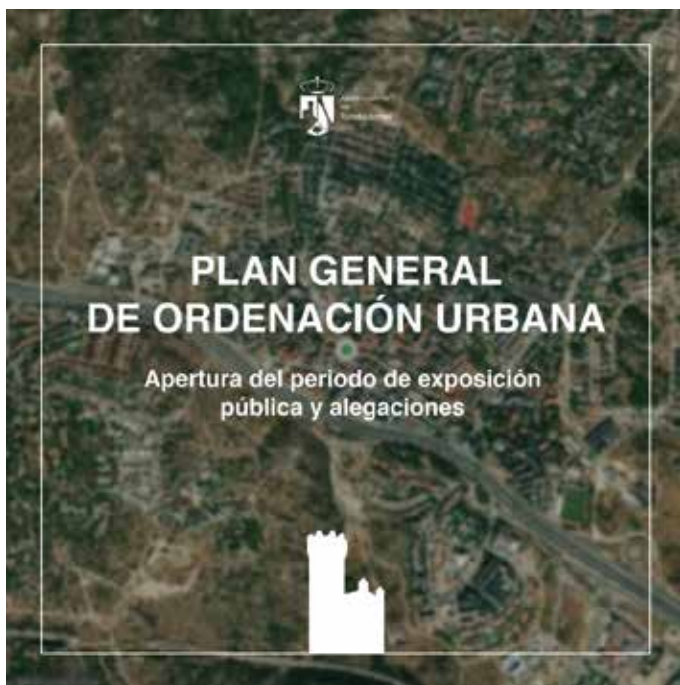 PLAN GENERAL
DE ORDENACIÓN URBANA
Apertura del periodo de exposición
pública y alegaciones